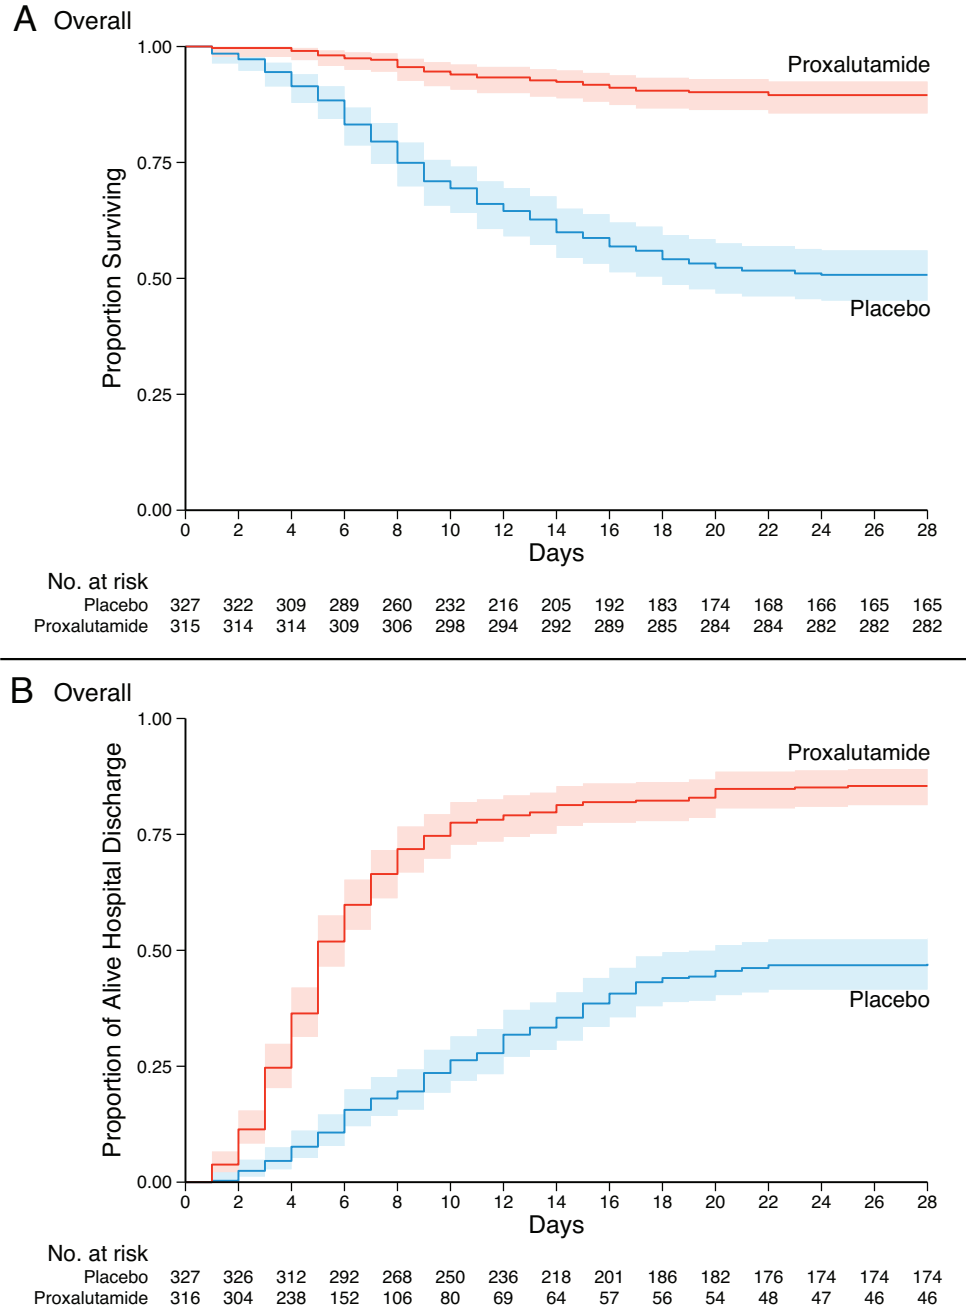 A Overall
1.00
Proxalutamide
0.75
Proportion Surviving
0.50
Placebo
0.25
0.00
0 2 4 6 8 10 12 14 16 18 20 22 24 26 28
Days
No. at risk
Placebo 327 322 309 289 260 232 216 205 192 183 174 168 166 165 165
Proxalutamide 315 314 314 309 306 298 294 292 289 285 284 284 282 282 282
B Overall
1.00
Proxalutamide
0.75
Proportion of Alive Hospital Discharge
0.50
Placebo
0.25
0.00
0 2 4 6 8 10 12 14 16 18 20 22 24 26 28
Days
No. at risk
Placebo 327 326 312 292 268 250 236 218 201 186 182 176 174 174 174
Proxalutamide 316 304 238 152 106 80 69 64 57 56 54 48 47 46 46